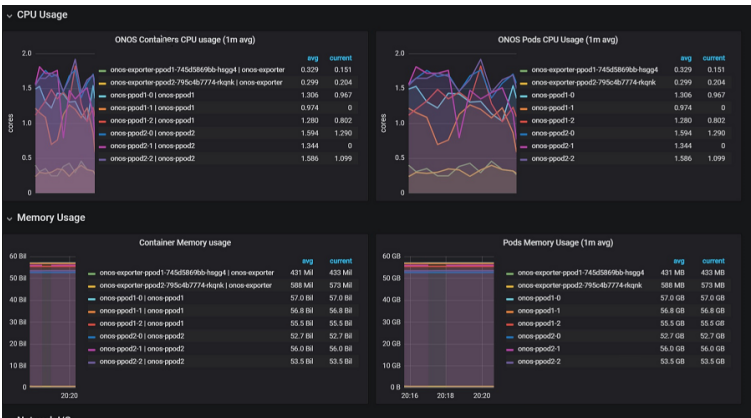 CPU Usage
ONOS Containers CPU usage (1m avg)
avg current
2.0
1.5
1.0
0.5
0
cores
onos-exporter-ppod1-745d5869bb-hsgg4 | onos-exporter 0.329 0.151
onos-exporter-ppod2-795c4b7774-rkqnk | onos-exporter 0.299 0.204
onos-ppod1-0 | onos-ppod1 1.306 0.967
onos-ppod1-1 | onos-ppod1 0.974 0
onos-ppod1-2 | onos-ppod1 1.280 0.802
onos-ppod2-0 | onos-ppod2 1.594 1.290
onos-ppod2-1 | onos-ppod2 1.344 0
onos-ppod2-2 | onos-ppod2 1.586 1.099
ONOS Pods CPU usage (1m avg)
avg current
2.0
1.5
1.0
0.5
0
cores
onos-exporter-ppod1-745d5869bb-hsgg4 0.329 0.151
onos-exporter-ppod2-795c4b7774-rkqnk 0.299 0.204
onos-ppod1-0 1.306 0.967
onos-ppod1-1 0.974 0
onos-ppod1-2 1.280 0.802
onos-ppod2-0 1.594 1.290
onos-ppod2-1 1.344 0
onos-ppod2-2 1.586 1.099
Memory Usage
Container Memory usage
avg current
60 Bil
50 Bil
40 Bil
30 Bil
20 Bil
10 Bil
0
20:20
onos-exporter-ppod1-745d5869bb-hsgg4 | onos-exporter 431 Mil 433 Mil
onos-exporter-ppod2-795c4b7774-rkqnk | onos-exporter 588 Mil 573 Mil
onos-ppod1-0 | onos-ppod1 57.0 Bil 57.0 Bil
onos-ppod1-1 | onos-ppod1 56.8 Bil 56.8 Bil
onos-ppod1-2 | onos-ppod1 55.5 Bil 55.5 Bil
onos-ppod2-0 | onos-ppod2 52.7 Bil 52.7 Bil
onos-ppod2-1 | onos-ppod2 56.0 Bil 56.0 Bil
onos-ppod2-2 | onos-ppod2 53.5 Bil 53.5 Bil
Pods Memory Usage (1m avg)
avg current
60 GB
50 GB
40 GB
30 GB
20 GB
10 GB
0 B
20:16 20:18 20:20
onos-exporter-ppod1-745d5869bb-hsgg4 431 MB 433 MB
onos-exporter-ppod2-795c4b7774-rkqnk 588 MB 573 MB
onos-ppod1-0 57.0 GB 57.0 GB
onos-ppod1-1 56.8 GB 56.8 GB
onos-ppod1-2 55.5 GB 55.5 GB
onos-ppod2-0 52.7 GB 52.7 GB
onos-ppod2-1 56.0 GB 56.0 GB
onos-ppod2-2 53.5 GB 53.5 GB